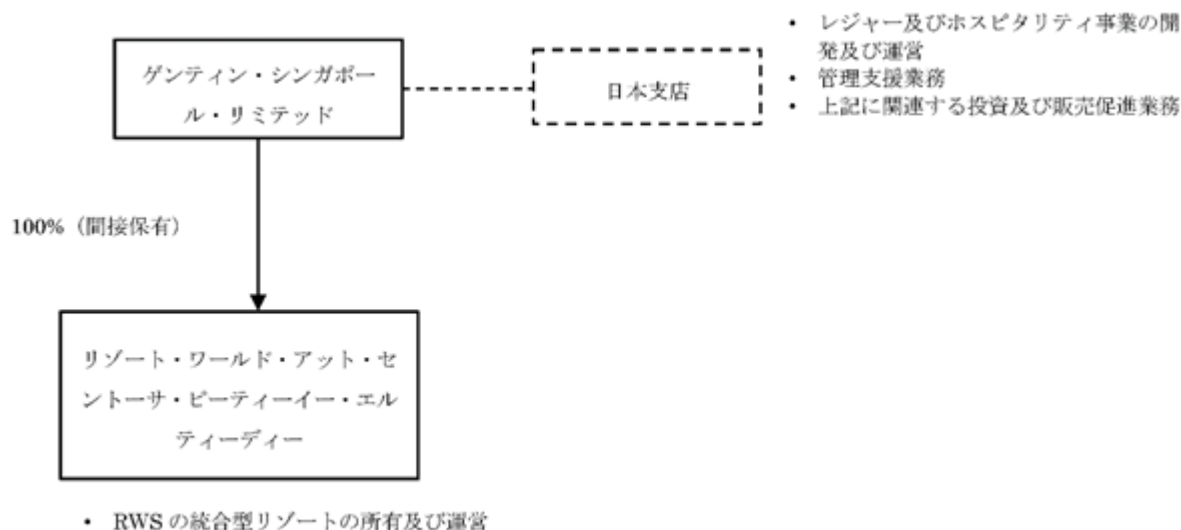 ゲンティン・シンガポー
ル・リミテッド
日本支店
• レジャー及びホスピタリティ事業の開
発及び運営
• 管理支援業務
• 上記に関連する投資及び販売促進業務
100%（間接保有）
リゾート・ワールド・アット・セ
ントーサ・ピーティーイー・エル
ティーディー
• RWS の統合型リゾートの所有及び運営